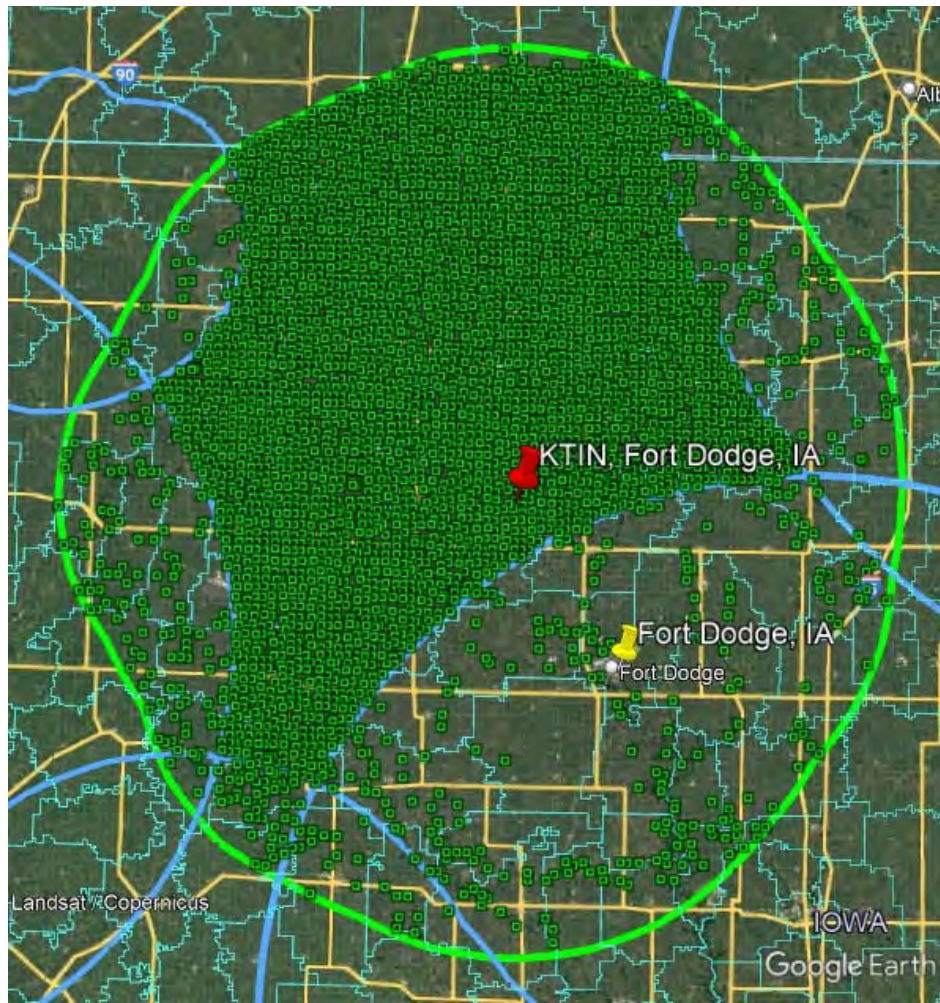 90
Alb
KTIN, Fort Dodge, IA
Fort Dodge, IA
Fort Dodge
Landsat / Copernicus
IOWA
Google Earth